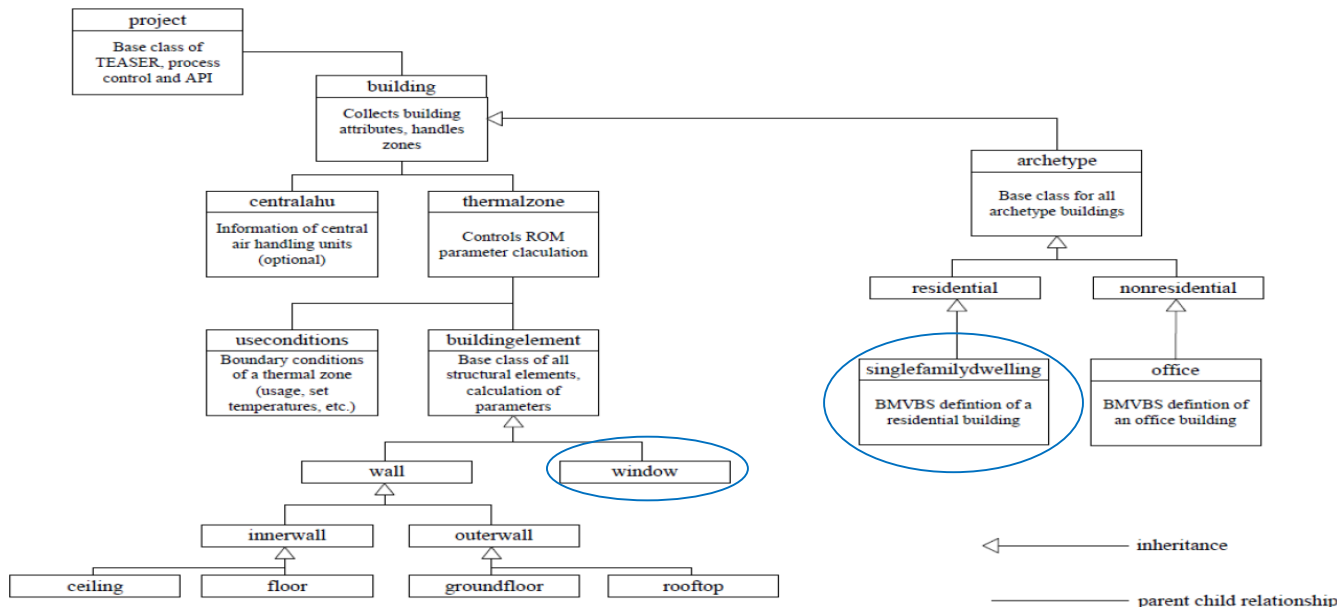 project
Base class of
TEASER, process
control and API
building
Collects building
attributes, handles
zones
archetype
Base class for all
archetype buildings
centralahu
Information of central
air handling units
(optional)
thermalzone
Controls ROM
parameter claculation
residential
nonresidential
useconditions
Boundary conditions
of a thermal zone
(usage, set
temperatures, etc.)
buildingelement
Base class of all
structural elements,
calculation of
parameters
singlefamilydwelling
BMVBS defintion of a
residential building
office
BMVBS defintion of
an office building
wall
window
innerwall
outerwall
ceiling
floor
groundfloor
rooftop
inheritance
parent child relationship